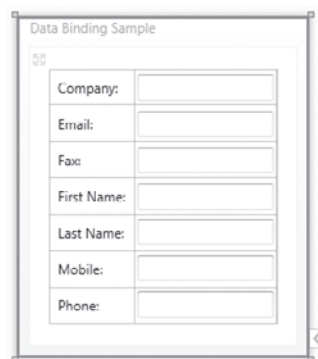 Data Binding Sample
Company:
Email:
Fax:
First Name:
Last Name:
Mobile:
Phone: